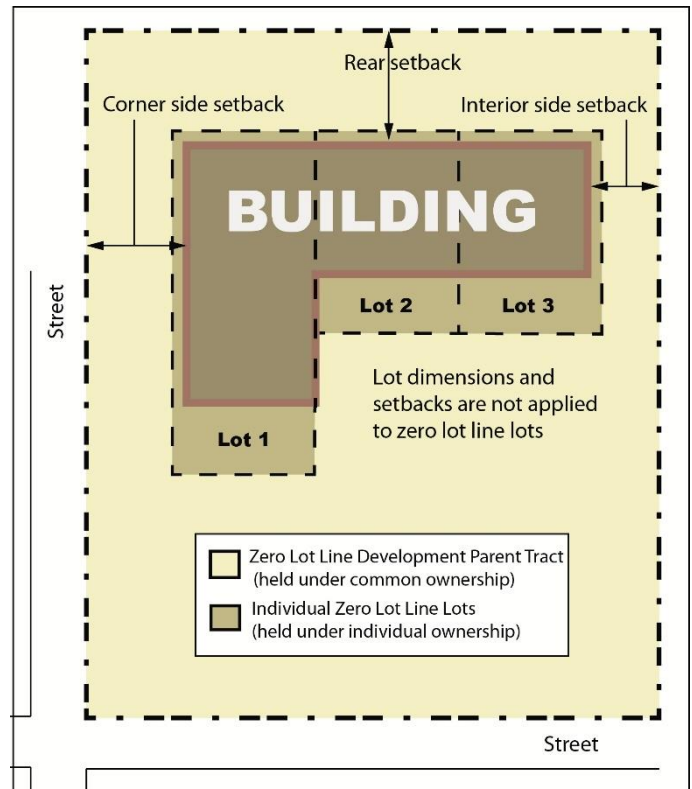 Rear setback
Corner side setback
Interior side setback
BUILDING
Street
Lot 2
Lot 3
Lot dimensions and
setbacks are not applied
to zero lot line lots
Lot 1
Zero Lot Line Development Parent Tract
(held under common ownership)
Individual Zero Lot Line Lots
(held under individual ownership)
Street